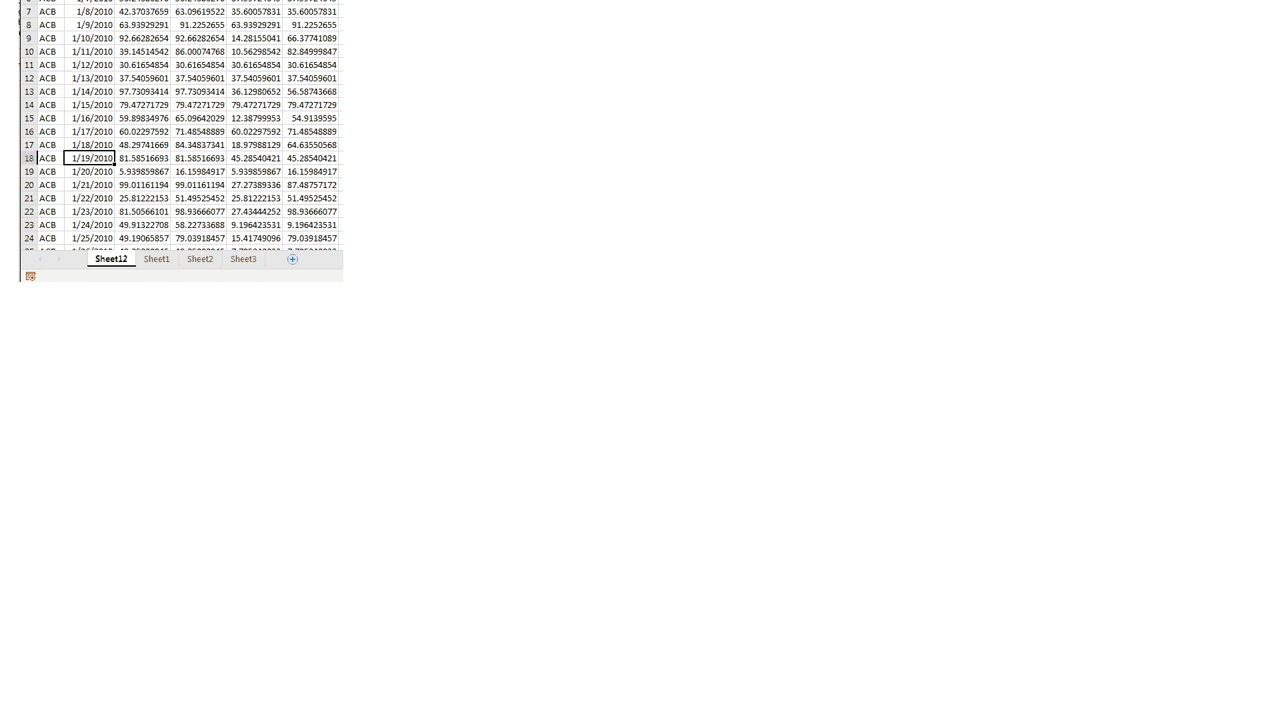 7 ACB 1/8/2010 42.37037659 63.09619522 35.60057831 35.60057831
8 ACB 1/9/2010 63.93929291 91.2252655 63.93929291 91.2252655
9 ACB 1/10/2010 92.66282654 92.66282654 14.28155041 66.37741089
10 ACB 1/11/2010 39.14514542 86.00074768 10.56298542 82.84999847
11 ACB 1/12/2010 30.61654854 30.61654854 30.61654854 30.61654854
12 ACB 1/13/2010 37.54059601 37.54059601 37.54059601 37.54059601
13 ACB 1/14/2010 97.73093414 97.73093414 36.12980652 56.58743668
14 ACB 1/15/2010 79.47271729 79.47271729 79.47271729 79.47271729
15 ACB 1/16/2010 59.89834976 65.09642029 12.38799953 54.9139595
16 ACB 1/17/2010 60.02297592 71.48548889 60.02297592 71.48548889
17 ACB 1/18/2010 48.29741669 84.34837341 18.97988129 64.63550568
18 ACB 1/19/2010 81.58516693 81.58516693 45.28540421 45.28540421
19 ACB 1/20/2010 5.939859867 16.15984917 5.939859867 16.15984917
20 ACB 1/21/2010 99.01161194 99.01161194 27.27389336 87.48757172
21 ACB 1/22/2010 25.81222153 51.49525452 25.81222153 51.49525452
22 ACB 1/23/2010 81.50566101 98.93666077 27.43444252 98.93666077
23 ACB 1/24/2010 49.91322708 58.22733688 9.196423531 9.196423531
24 ACB 1/25/2010 49.19065857 79.03918457 15.41749096 79.03918457
Sheet12 Sheet1 Sheet2 Sheet3